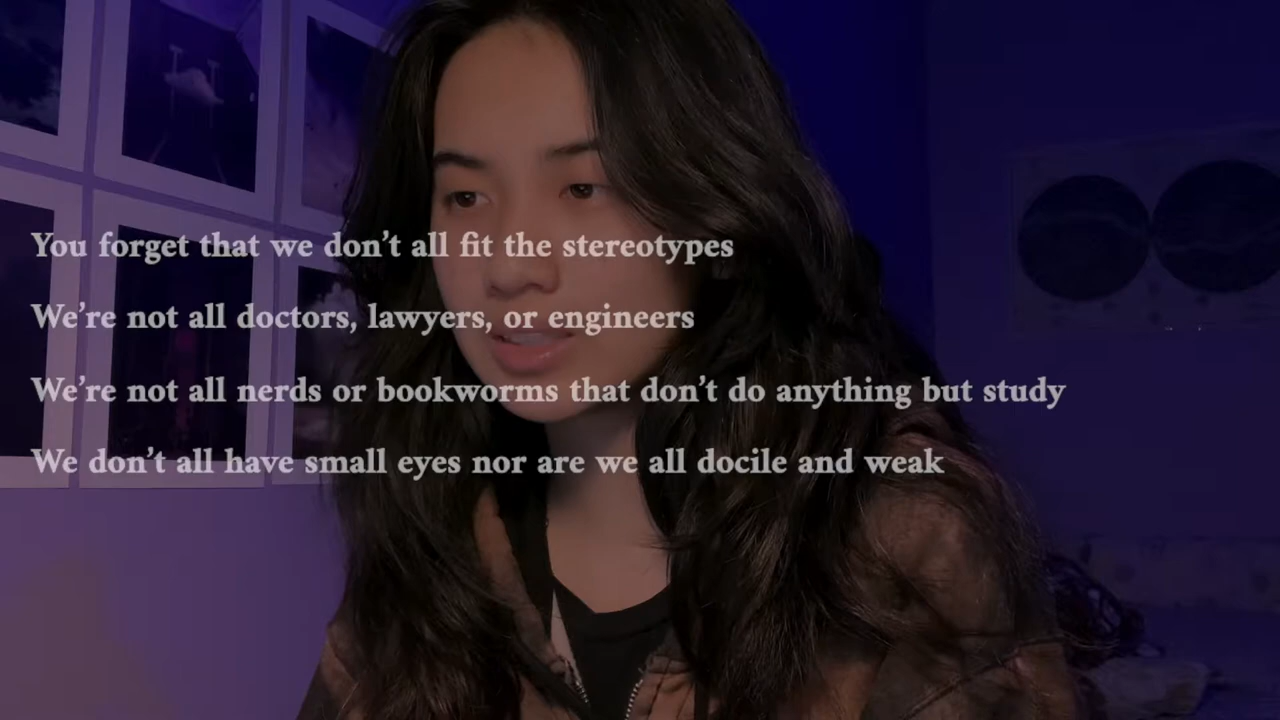 You forget that we don't all fit the stereotypes
We're not all doctors, lawyers, or engineers
We're not all nerds or bookworms that don't do anything but study
We don't all have small eyes nor are we all docile and weak